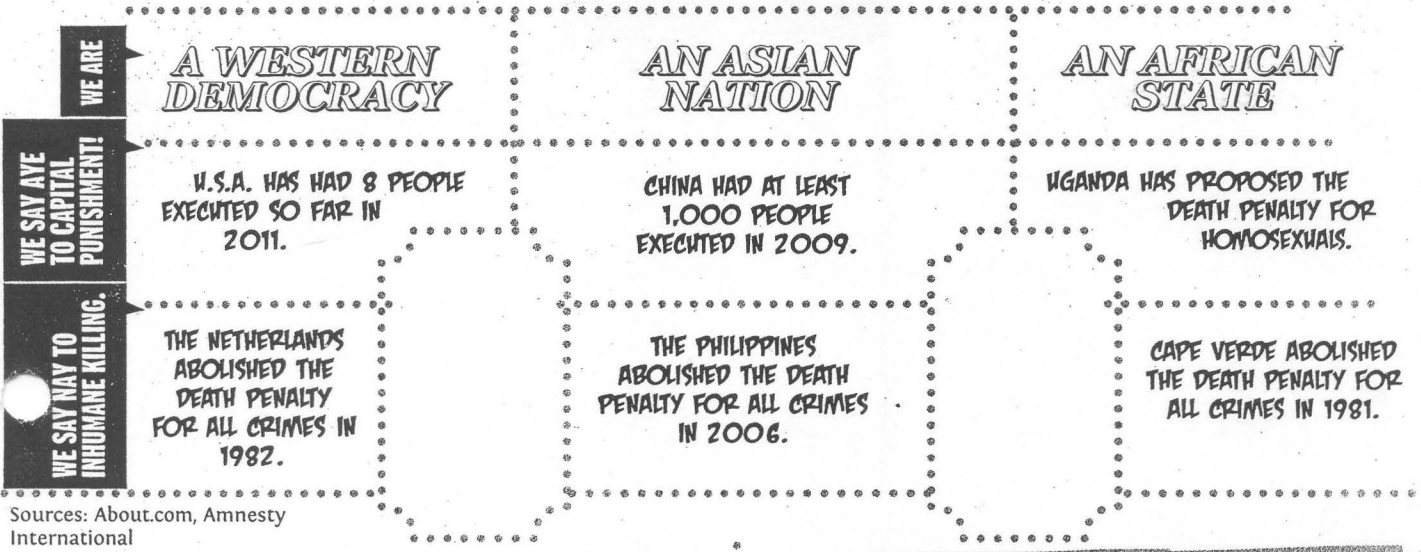 WE ARE
A WESTERN
DEMOCRACY
AN ASIAN
NATION
AN AFRICAN
STATE
WE SAY AYE
TO CAPITAL
PUNISHMENT!
U.S.A. HAS HAD 8 PEOPLE
EXECUTED SO FAR IN
2011.
CHINA HAD AT LEAST
1,000 PEOPLE
EXECUTED IN 2009.
UGANDA HAS PROPOSED THE
DEATH PENALTY FOR
HOMOSEXUALS.
WE SAY NAY TO
INHUMANE KILLING.
THE NETHERLANDS
ABOLISHED THE
DEATH PENALTY
FOR ALL CRIMES IN
1982.
THE PHILIPPINES
ABOLISHED THE DEATH
PENALTY FOR ALL CRIMES
IN 2006.
CAPE VERDE ABOLISHED
THE DEATH PENALTY FOR
ALL CRIMES IN 1981.
Sources: About.com, Amnesty
International